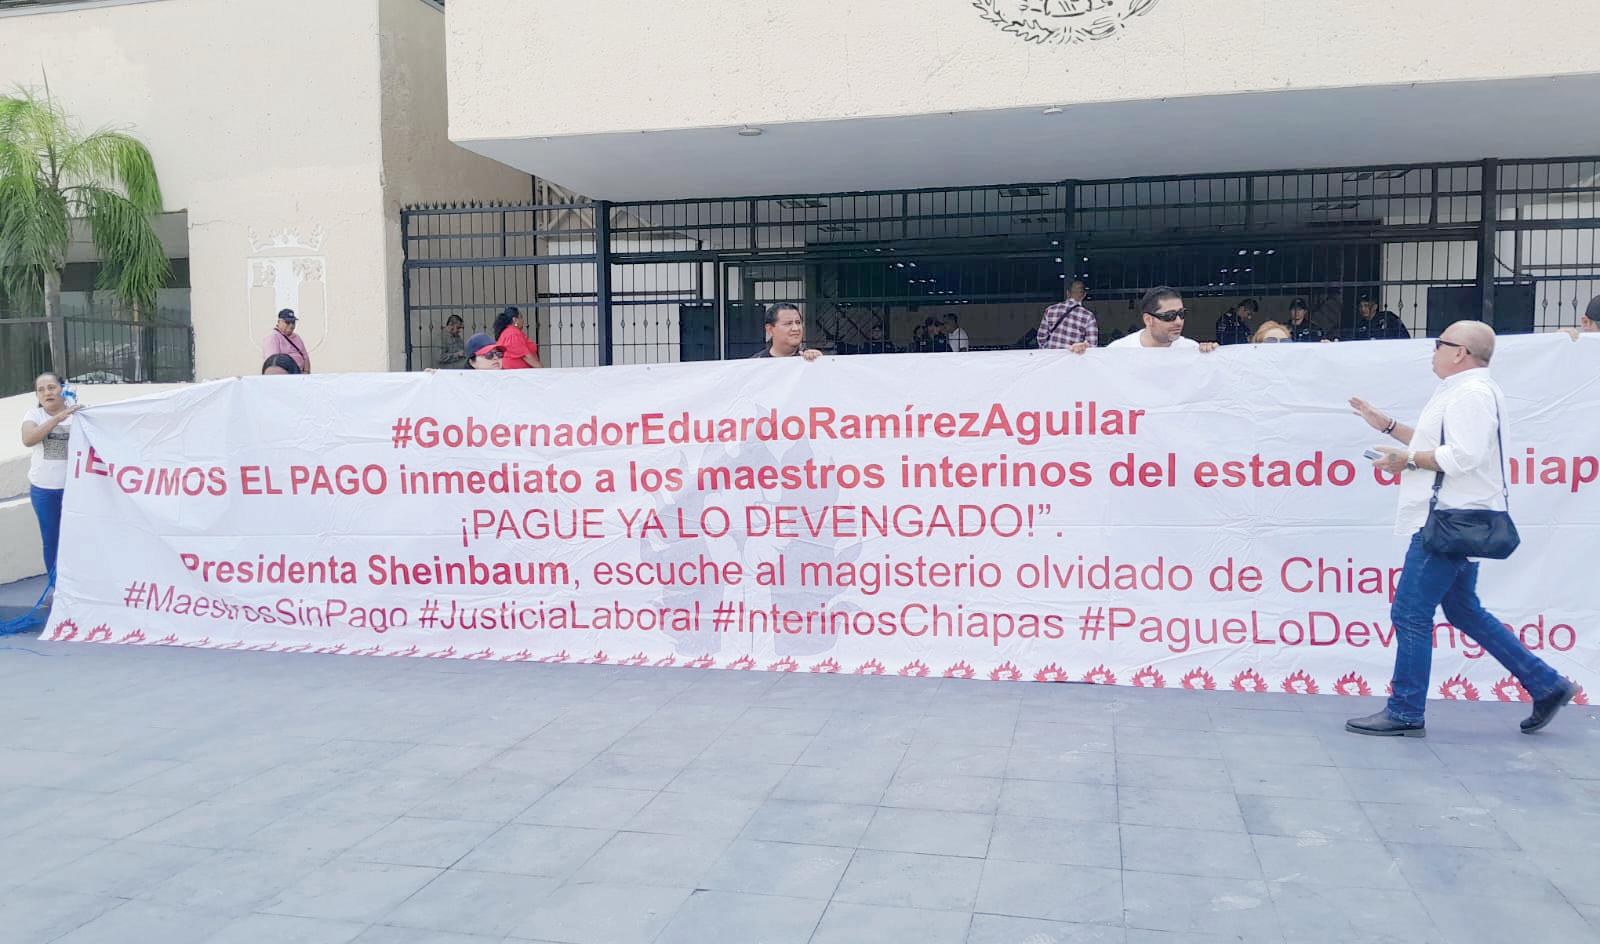 #GobernadorEduardoRamírezAguilar
¡EXIGIMOS EL PAGO inmediato a los maestros interinos del estado
¡PAGUE YA LO DEVENGADO!”.
Presidenta Sheinbaum, escuche al magisterio olvidado de
#MaestrosSinPago #JusticiaLaboral #InterinosChiapas #PagueLoDevengado